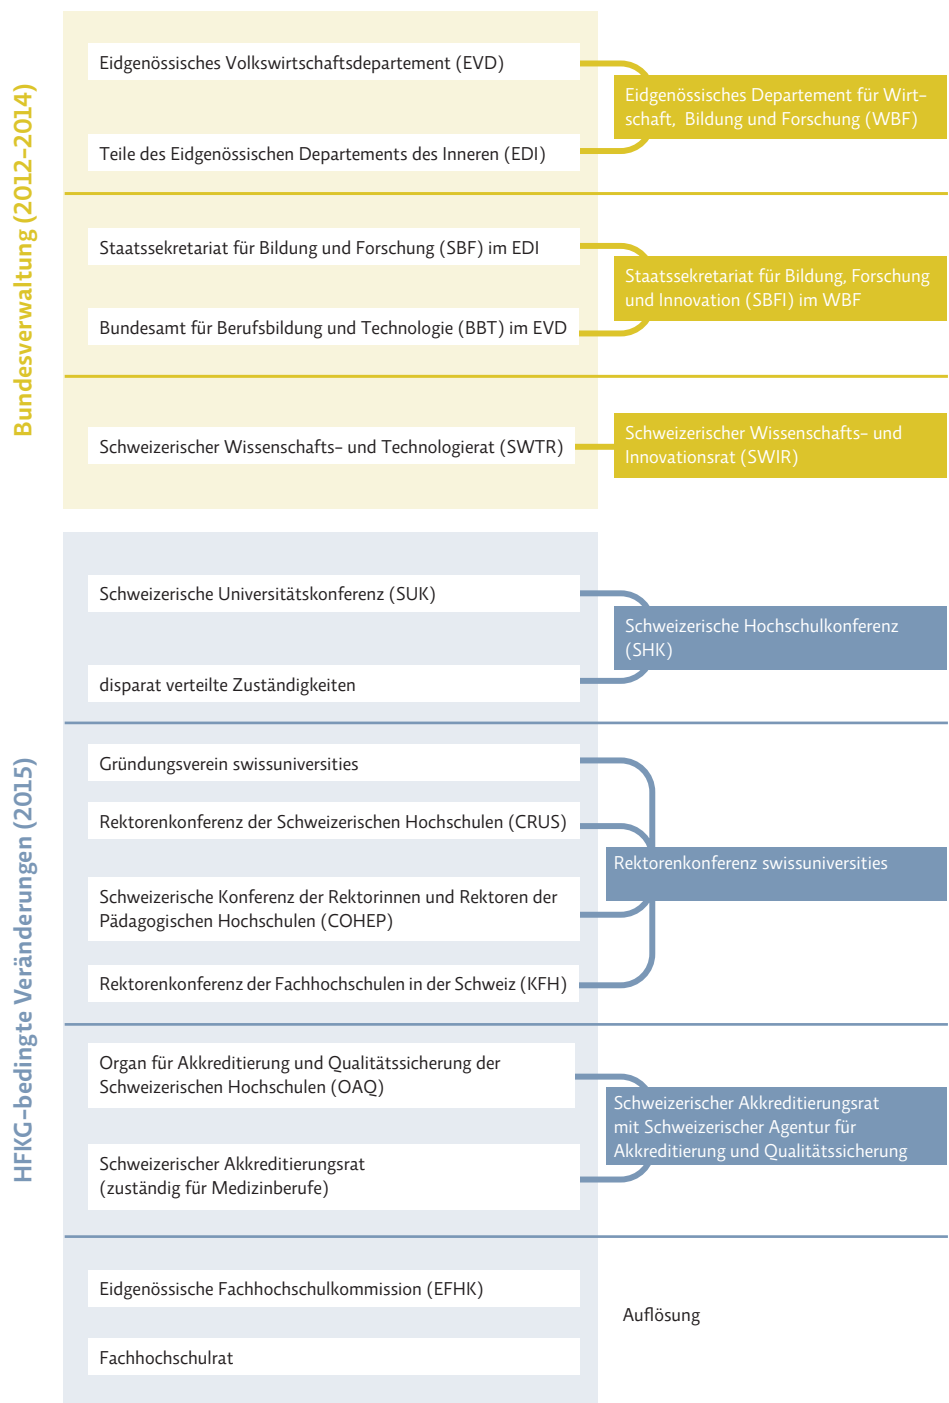 Bundesverwaltung (2012–2014)
Eidgenössisches Volkswirtschaftsdepartement (EVD)
Teile des Eidgenössischen Departements des Inneren (EDI)
Eidgenössisches Departement für Wirt-
schaft, Bildung und Forschung (WBF)
Staatssekretariat für Bildung und Forschung (SBF) im EDI
Bundesamt für Berufsbildung und Technologie (BBT) im EVD
Staatssekretariat für Bildung, Forschung
und Innovation (SBFI) im WBF
Schweizerischer Wissenschafts- und Technologierat (SWTR)
Schweizerischer Wissenschafts- und
Innovationsrat (SWIR)
HFKG-bedingte Veränderungen (2015)
Schweizerische Universitätskonferenz (SUK)
disparat verteilte Zuständigkeiten
Schweizerische Hochschulkonferenz
(SHK)
Gründungsverein swissuniversities
Rektorenkonferenz der Schweizerischen Hochschulen (CRUS)
Schweizerische Konferenz der Rektorinnen und Rektoren der
Pädagogischen Hochschulen (COHEP)
Rektorenkonferenz der Fachhochschulen in der Schweiz (KFH)
Rektorenkonferenz swissuniversities
Organ für Akkreditierung und Qualitätssicherung der
Schweizerischen Hochschulen (OAQ)
Schweizerischer Akkreditierungsrat
(zuständig für Medizinberufe)
Schweizerischer Akkreditierungsrat
mit Schweizerischer Agentur für
Akkreditierung und Qualitätssicherung
Eidgenössische Fachhochschulkommission (EFHK)
Fachhochschulrat
Auflösung